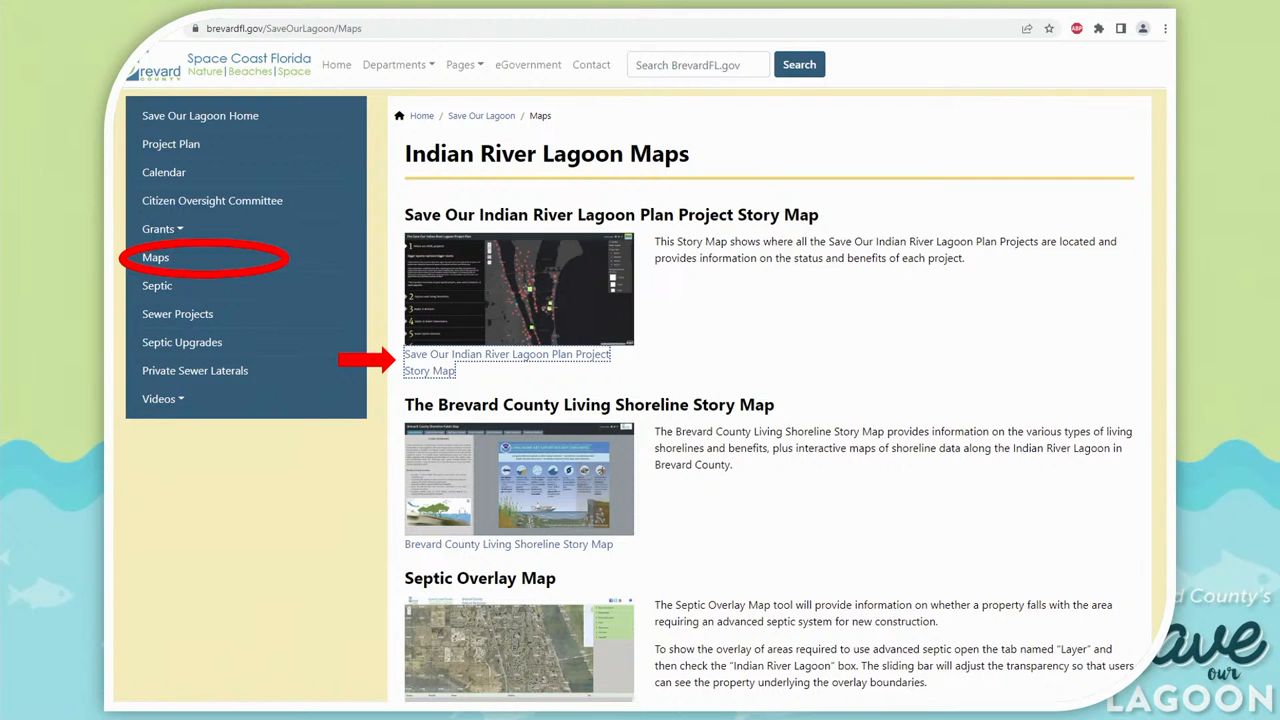 brevardfl.gov/SaveOurLagoon/Maps
ABP
Brevard
COUNTY
Space Coast Florida
Nature|Beaches|Space
Home
Departments
Pages
eGovernment
Contact
Search BrevardFL.gov
Search
Save Our Lagoon Home
Project Plan
Calendar
Citizen Oversight Committee
Grants
Maps
Septic
Sewer Projects
Septic Upgrades
Private Sewer Laterals
Videos
Home / Save Our Lagoon / Maps
Indian River Lagoon Maps
Save Our Indian River Lagoon Plan Project Story Map
This Story Map shows where all the Save Our Indian River Lagoon Plan Projects are located and
provides information on the status and benefits of each project.
Save Our Indian River Lagoon Plan Project
Story Map
The Brevard County Living Shoreline Story Map
The Brevard County Living Shoreline Story Map provides information on the various types of living
shorelines and benefits, plus interactive maps of shoreline data along the Indian River Lagoon in
Brevard County.
Brevard County Living Shoreline Story Map
Septic Overlay Map
The Septic Overlay Map tool will provide information on whether a property falls with the area
requiring an advanced septic system for new construction.
To show the overlay of areas required to use advanced septic open the tab named “Layer” and
then check the “Indian River Lagoon” box. The sliding bar will adjust the transparency so that users
can see the property underlying the overlay boundaries.
d County's
ave
our
LAGOON